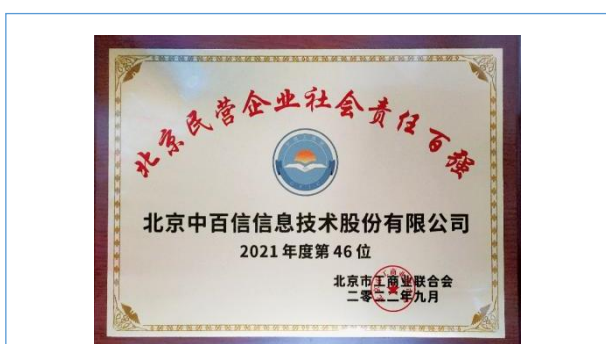 北京民营企业社会责任百强
北京中百信信息技术股份有限公司
2021年度第46位
北京市工商业联合会
二零二二年九月